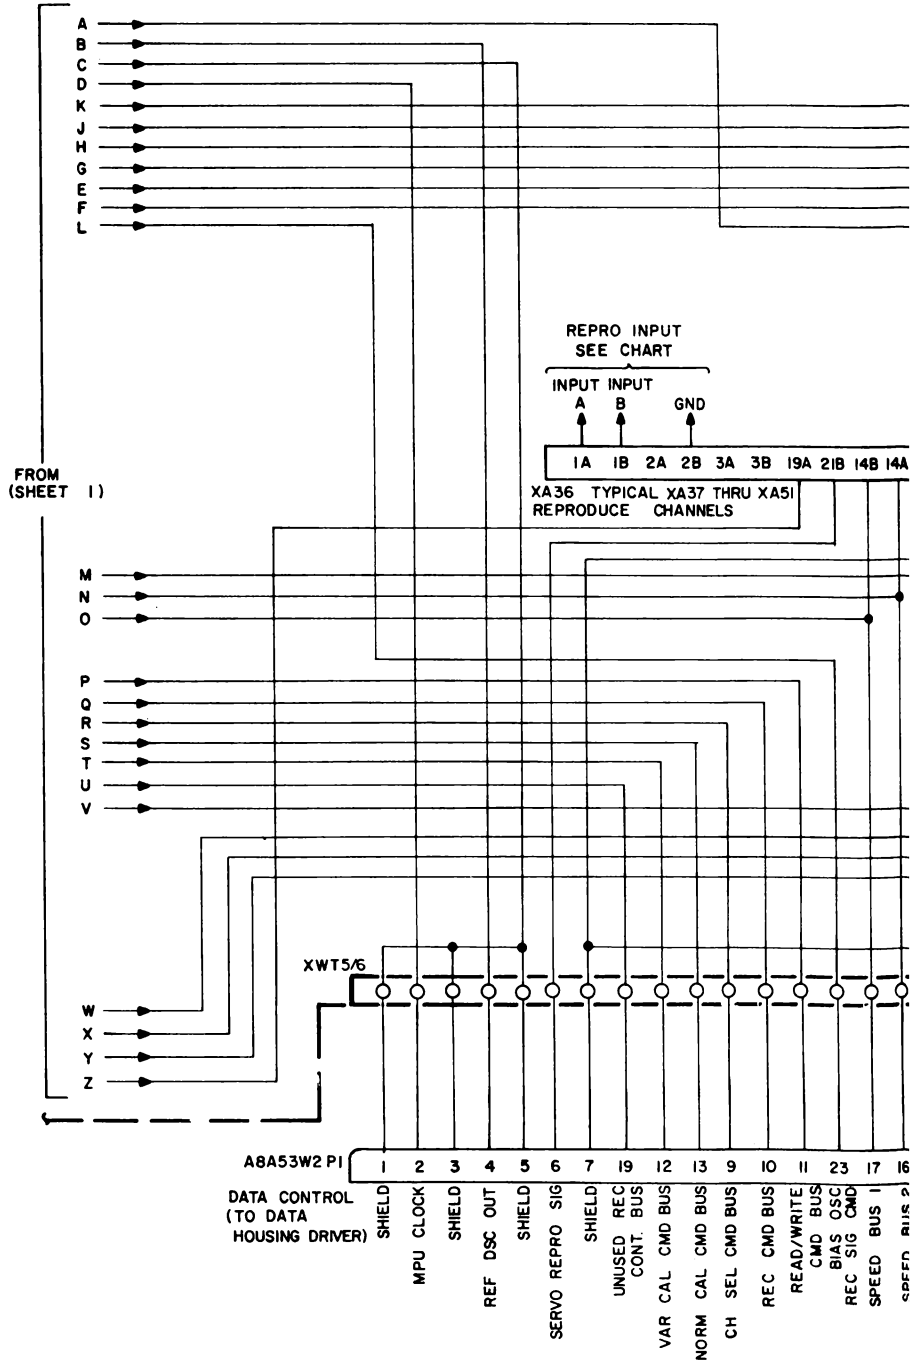 A
B
C
D
K
J
H
G
E
F
L
REPRO INPUT
SEE CHART
INPUT INPUT
A B GND
1A 1B 2A 2B 3A 3B 19A 21B 14B 14A
XA36 TYPICAL XA37 THRU XA51
REPRODUCE CHANNELS
FROM
(SHEET 1)
M
N
O
P
Q
R
S
T
U
V
XWT5/6
W
X
Y
Z
A8A53W2P1 1 2 3 4 5 6 7 19 12 13 9 10 11 23 17 16
DATA CONTROL
(TO DATA
HOUSING DRIVER)
SHIELD
MPU CLOCK
SHIELD
REF DSC OUT
SHIELD
SERVO REPRO SIG
SHIELD
UNUSED REC
CONT. BUS
VAR CAL CMD BUS
NORM CAL CMD BUS
CH SEL CMD BUS
REC CMD BUS
READ/WRITE
CMD BUS
BIAS OSC
REC SIG CMD
SPEED BUS 1
SPEED BUS 2